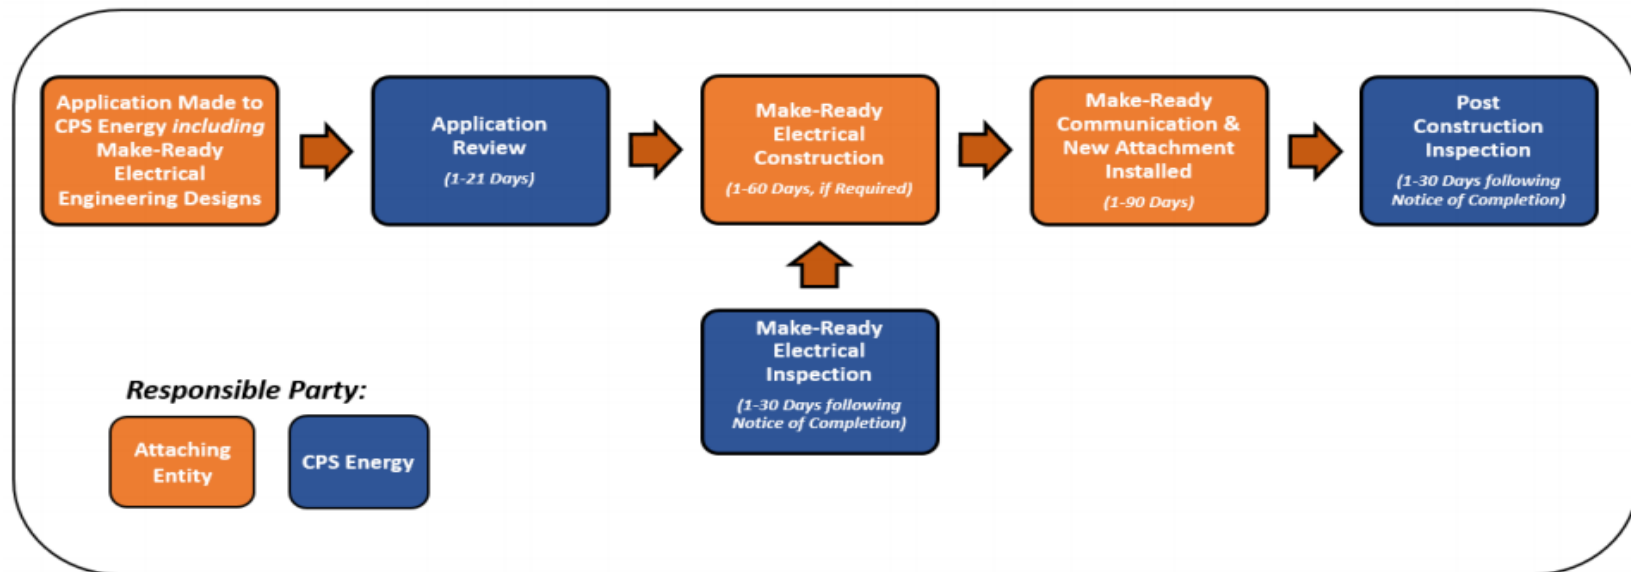 Application Made to
CPS Energy including
Make-Ready
Electrical
Engineering Designs
Application
Review
(1-21 Days)
Make-Ready
Electrical
Construction
(1-60 Days, if Required)
Make-Ready
Communication &
New Attachment
Installed
(1-90 Days)
Post
Construction
Inspection
(1-30 Days following
Notice of Completion)
Make-Ready
Electrical
Inspection
(1-30 Days following
Notice of Completion)
Responsible Party:
Attaching
Entity
CPS Energy